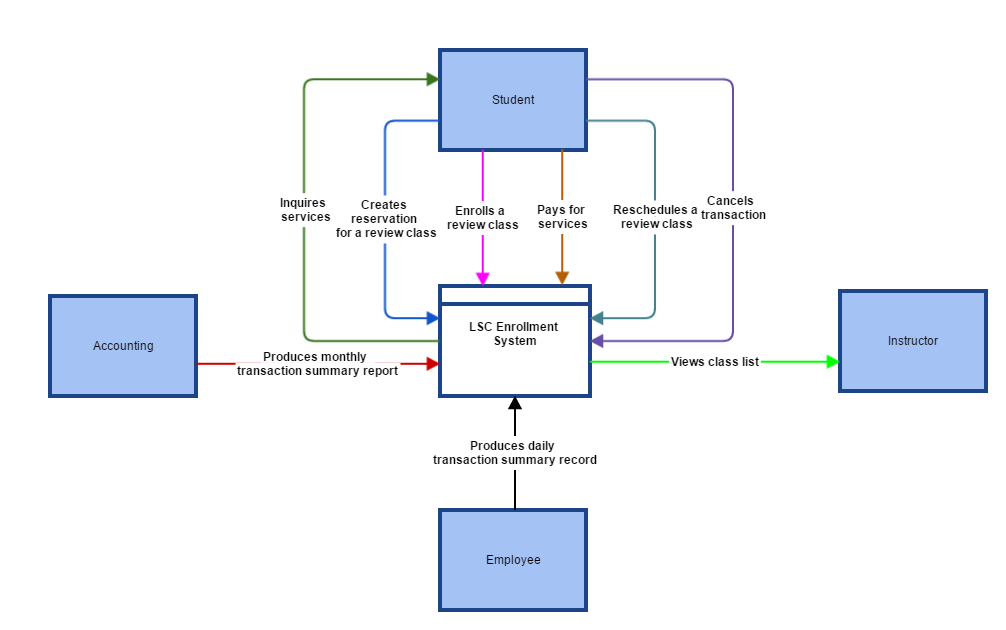 Student
Inquires
services
Creates
reservation
for a review class
Enrolls a
review class
Pays for
services
Reschedules a
review class
Cancels
transaction
Accounting
Produces monthly
transaction summary report
LSC Enrollment
System
Views class list
Instructor
Produces daily
transaction summary record
Employee